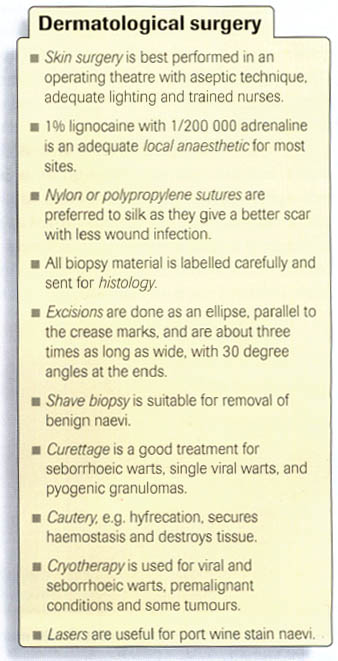 Dermatological surgery
■ Skin surgery is best performed in an
operating theatre with aseptic technique,
adequate lighting and trained nurses.
■ 1% lignocaine with 1/200 000 adrenaline
is an adequate local anaesthetic for most
sites.
■ Nylon or polypropylene sutures are
preferred to silk as they give a better scar
with less wound infection.
■ All biopsy material is labelled carefully and
sent for histology.
■ Excisions are done as an ellipse, parallel to
the crease marks, and are about three
times as long as wide, with 30 degree
angles at the ends.
■ Shave biopsy is suitable for removal of
benign naevi.
■ Curettage is a good treatment for
seborrhoeic warts, single viral warts, and
pyogenic granulomas.
■ Cautery, e.g. hyfrecation, secures
haemostasis and destroys tissue.
■ Cryotherapy is used for viral and
seborrhoeic warts, premalignant
conditions and some tumours.
■ Lasers are useful for port wine stain naevi.